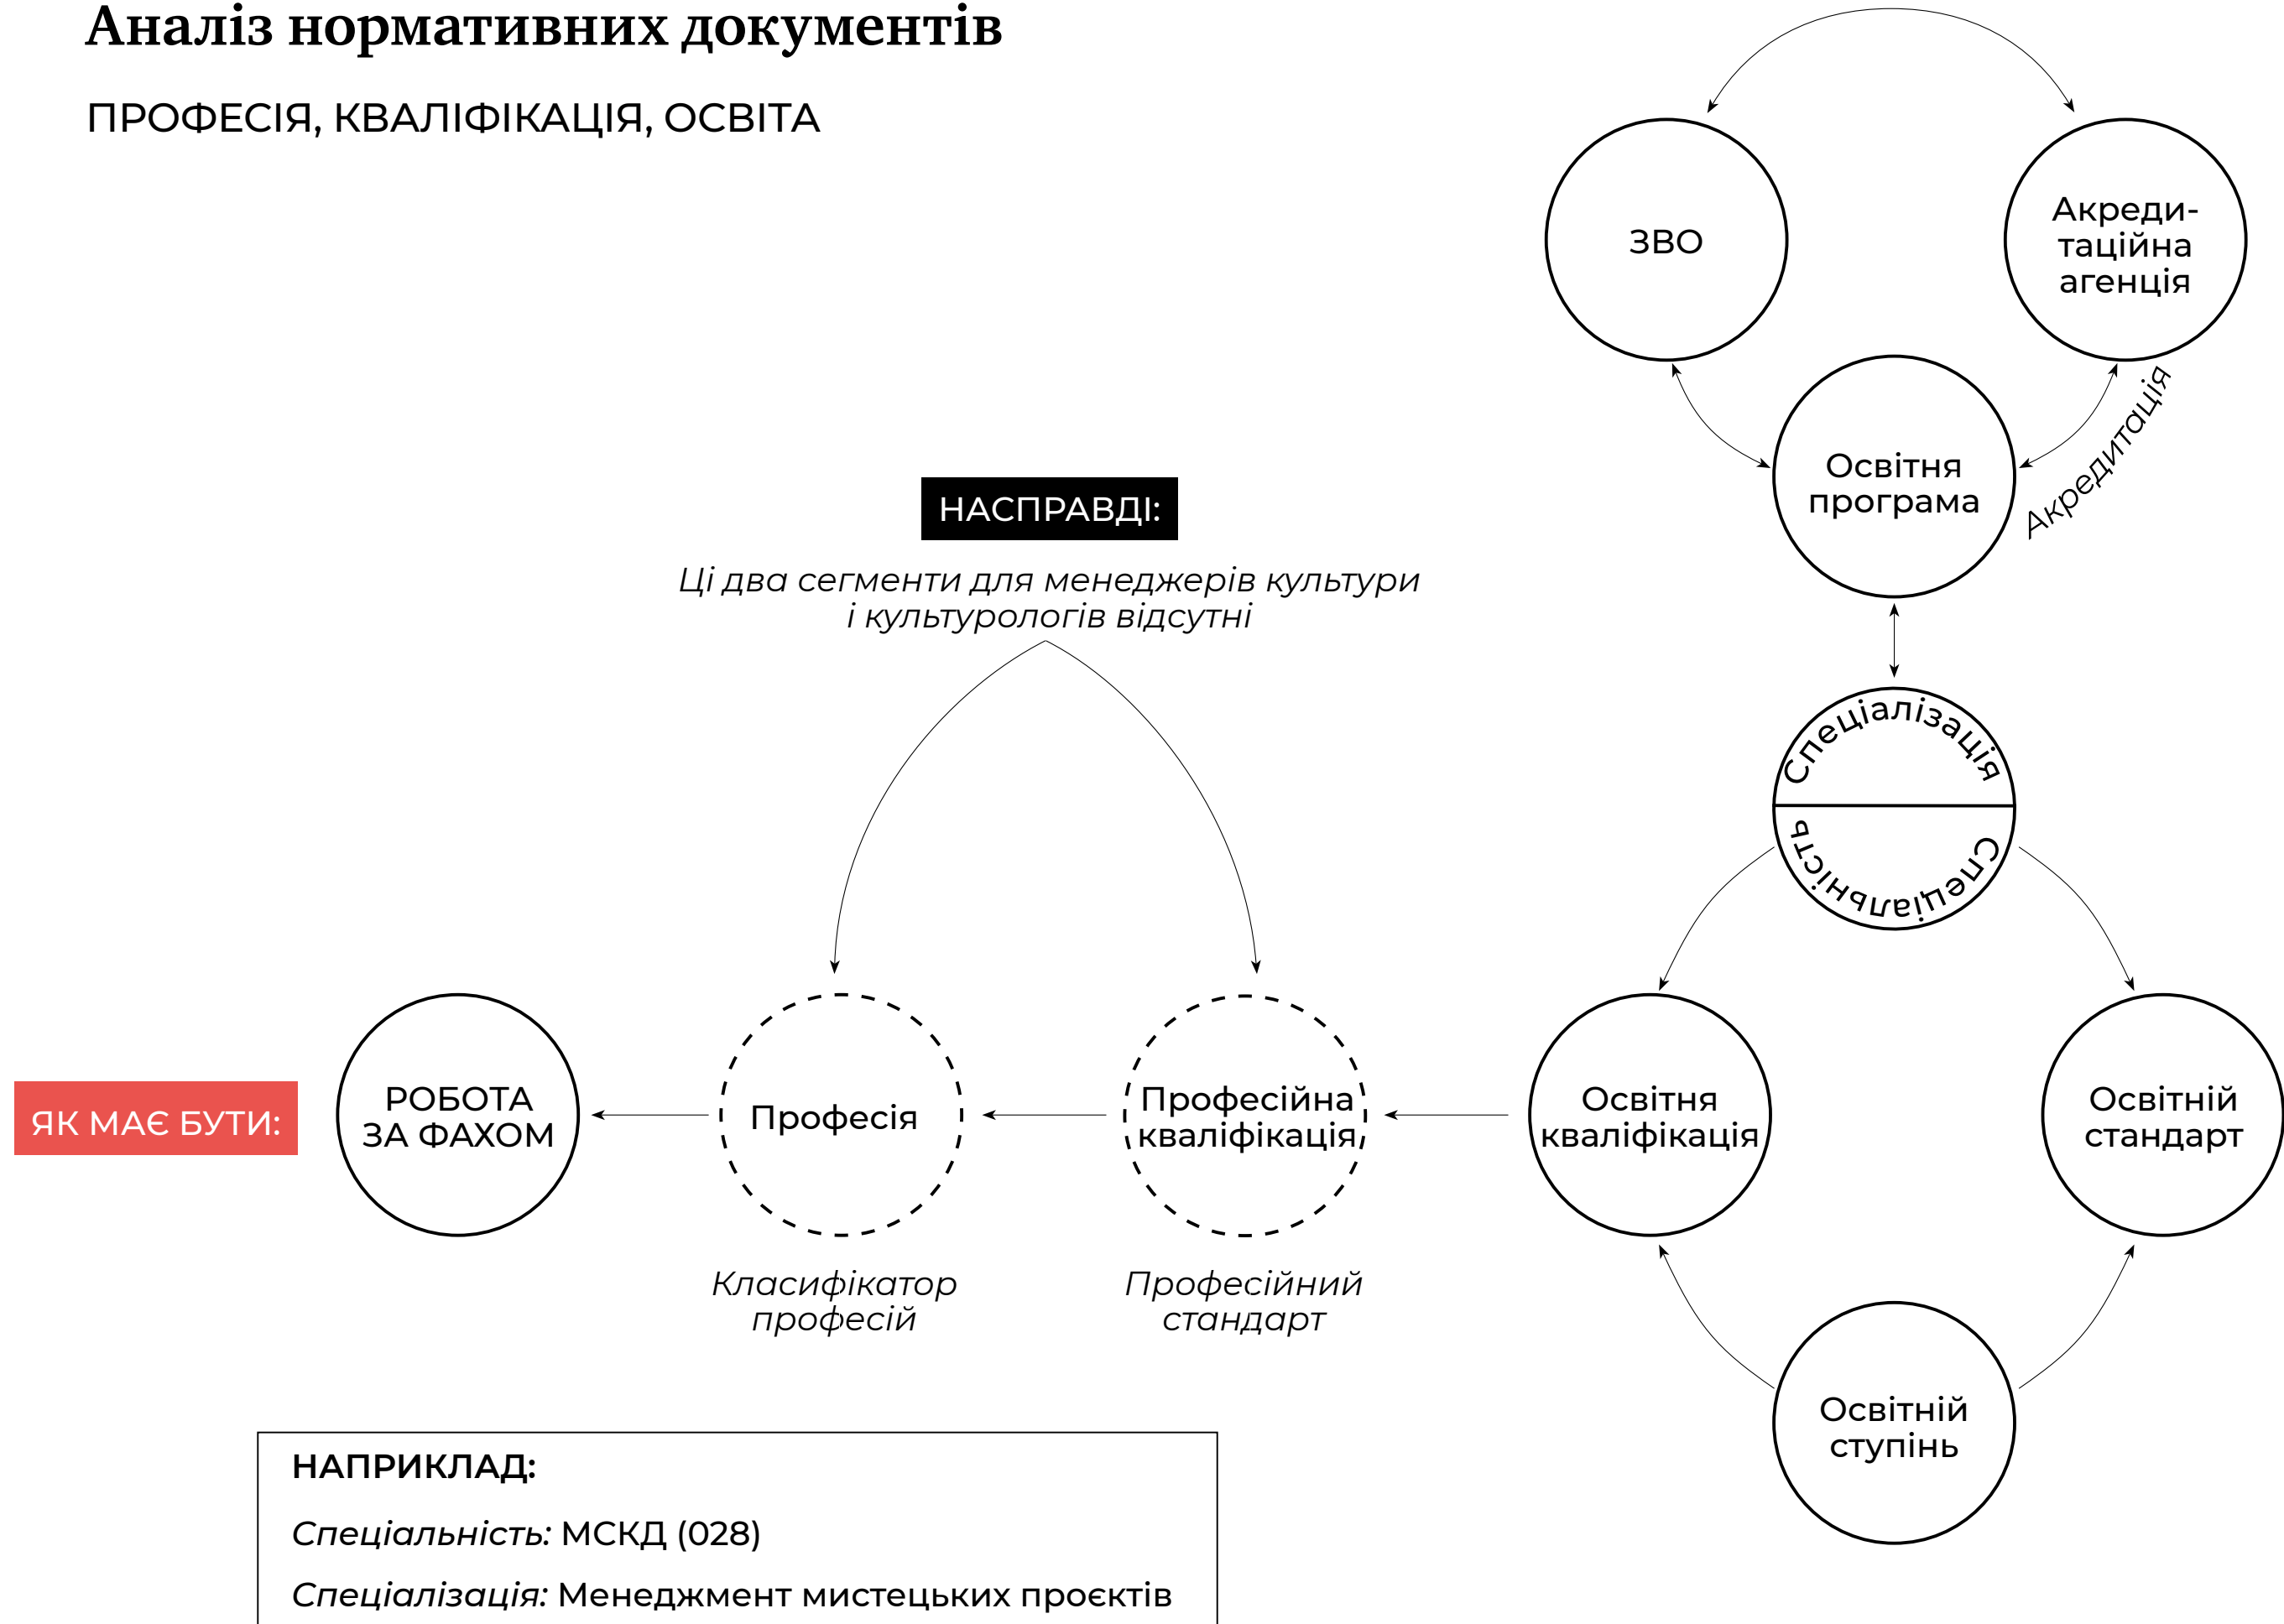 Аналіз нормативних документів
ПРОФЕСІЯ, КВАЛІФІКАЦІЯ, ОСВІТА
ЗВО
Акреди-
таційна
агенція
Освітня
програма
Акредитація
НАСПРАВДІ:
Ці два сегменти для менеджерів культури
і культурологів відсутні
Спеціалізація
Спеціальність
ЯК МАЄ БУТИ:
РОБОТА
ЗА ФАХОМ
Професія
Професійна
кваліфікація
Освітня
кваліфікація
Освітній
стандарт
Класифікатор
професій
Професійний
стандарт
Освітній
ступінь
НАПРИКЛАД:
Спеціальність: МСКД (028)
Спеціалізація: Менеджмент мистецьких проєктів